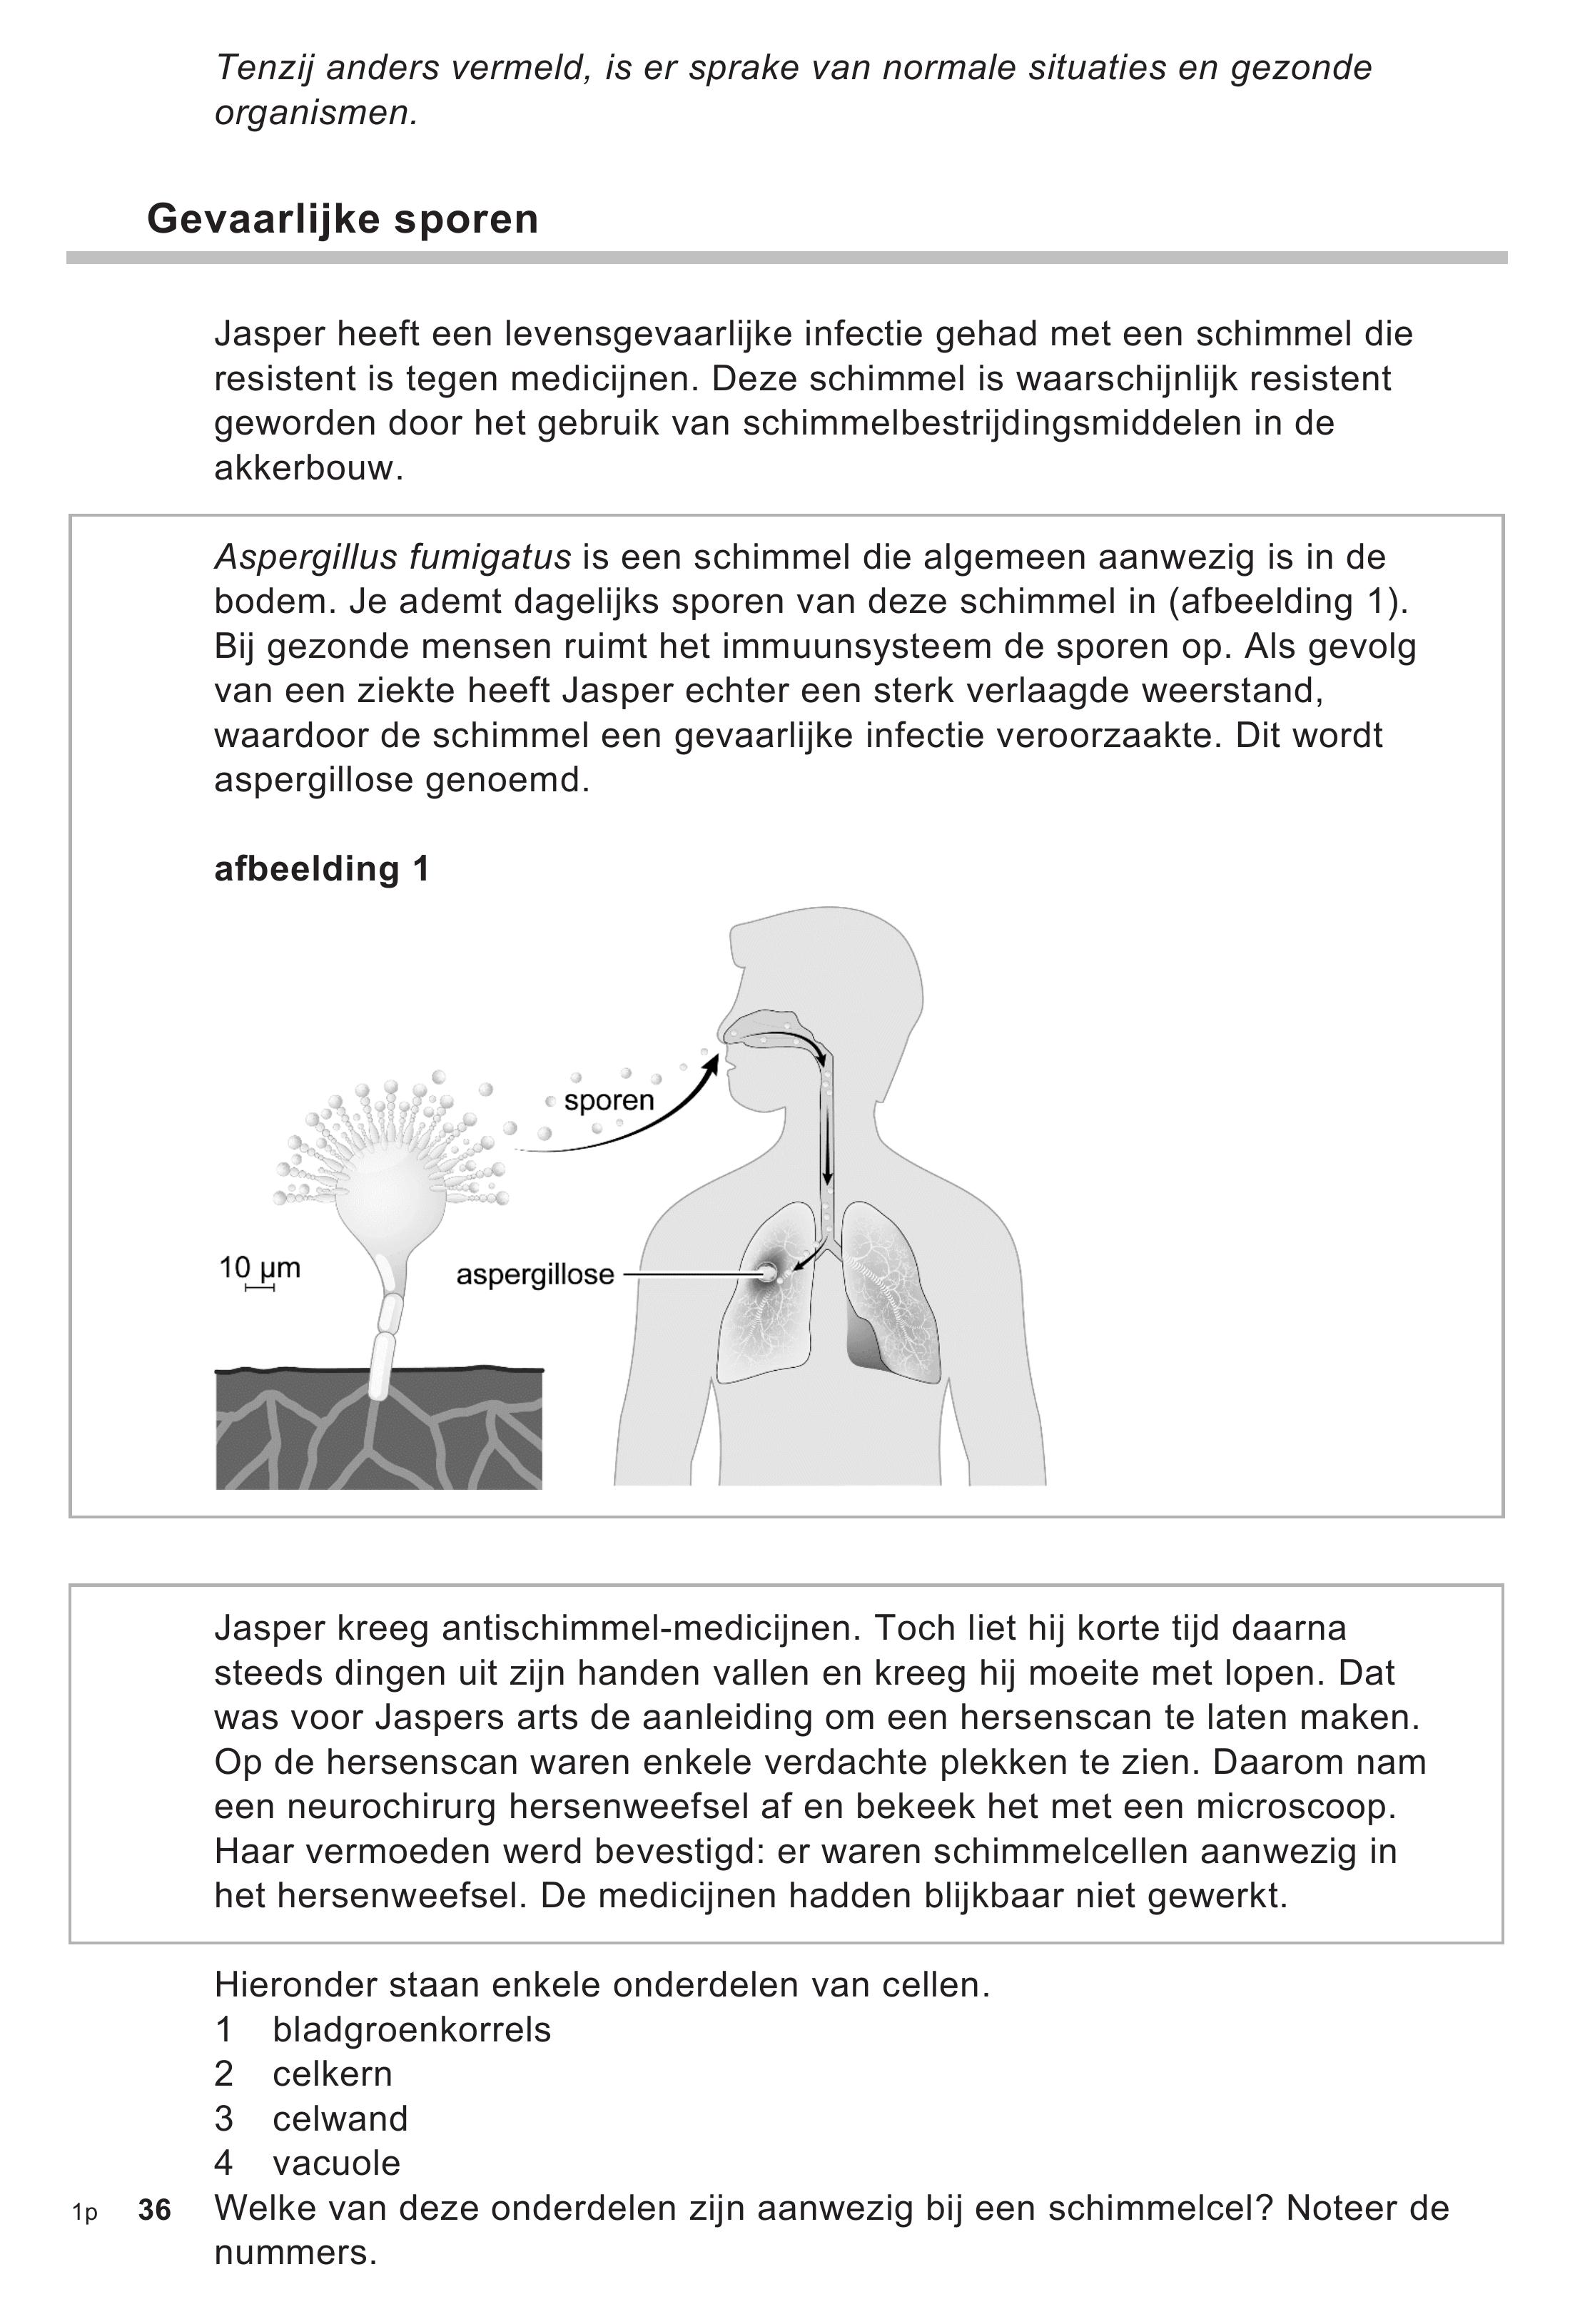 Tenzij anders vermeld, is er sprake van normale situaties en gezonde
organismen.
Gevaarlijke sporen
Jasper heeft een levensgevaarlijke infectie gehad met een schimmel die
resistent is tegen medicijnen. Deze schimmel is waarschijnlijk resistent
geworden door het gebruik van schimmelbestrijdingsmiddelen in de
akkerbouw.
Aspergillus fumigatus is een schimmel die algemeen aanwezig is in de
bodem. Je ademt dagelijks sporen van deze schimmel in (afbeelding 1).
Bij gezonde mensen ruimt het immuunsysteem de sporen op. Als gevolg
van een ziekte heeft Jasper echter een sterk verlaagde weerstand,
waardoor de schimmel een gevaarlijke infectie veroorzaakte. Dit wordt
aspergillose genoemd.
afbeelding 1
sporen
10 µm
aspergillose
Jasper kreeg antischimmel-medicijnen. Toch liet hij korte tijd daarna
steeds dingen uit zijn handen vallen en kreeg hij moeite met lopen. Dat
was voor Jaspers arts de aanleiding om een hersenscan te laten maken.
Op de hersenscan waren enkele verdachte plekken te zien. Daarom nam
een neurochirurg hersenweefsel af en bekeek het met een microscoop.
Haar vermoeden werd bevestigd: er waren schimmelcellen aanwezig in
het hersenweefsel. De medicijnen hadden blijkbaar niet gewerkt.
Hieronder staan enkele onderdelen van cellen.
1 bladgroenkorrels
2 celkern
3 celwand
4 vacuole
1p 36 Welke van deze onderdelen zijn aanwezig bij een schimmelcel? Noteer de
nummers.